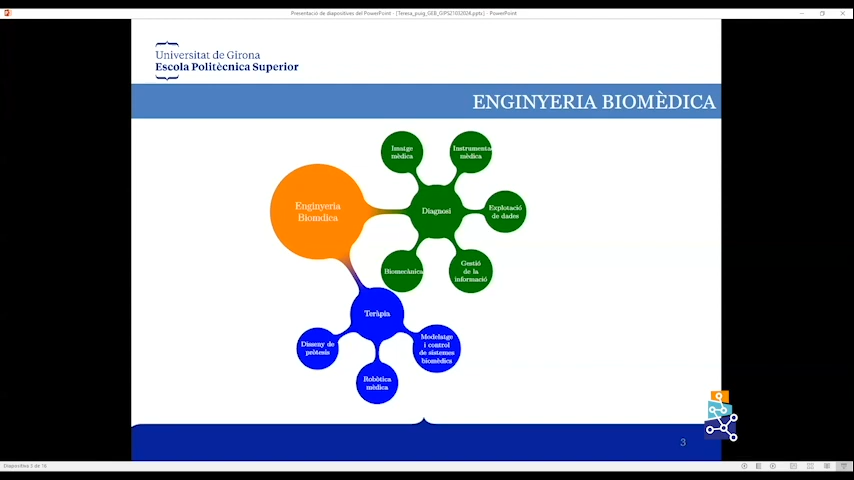 Presentació de diapositives del PowerPoint - [Teresa_puig_GEB_GIPS21032024.pptx] - PowerPoint
Universitat de Girona
Escola Politècnica Superior
ENGINYERIA BIOMÈDICA
Imatge
mèdica
Instrumenta
mèdica
Enginyeria
Biomdica
Diagnosi
Explotació
de dades
Biomecànica
Gestió
de la
informació
Teràpia
Disseny de
pròtesis
Modelatge
i control
de sistemes
biomèdics
Robòtica
mèdica
3
Diapositiva 3 de 16